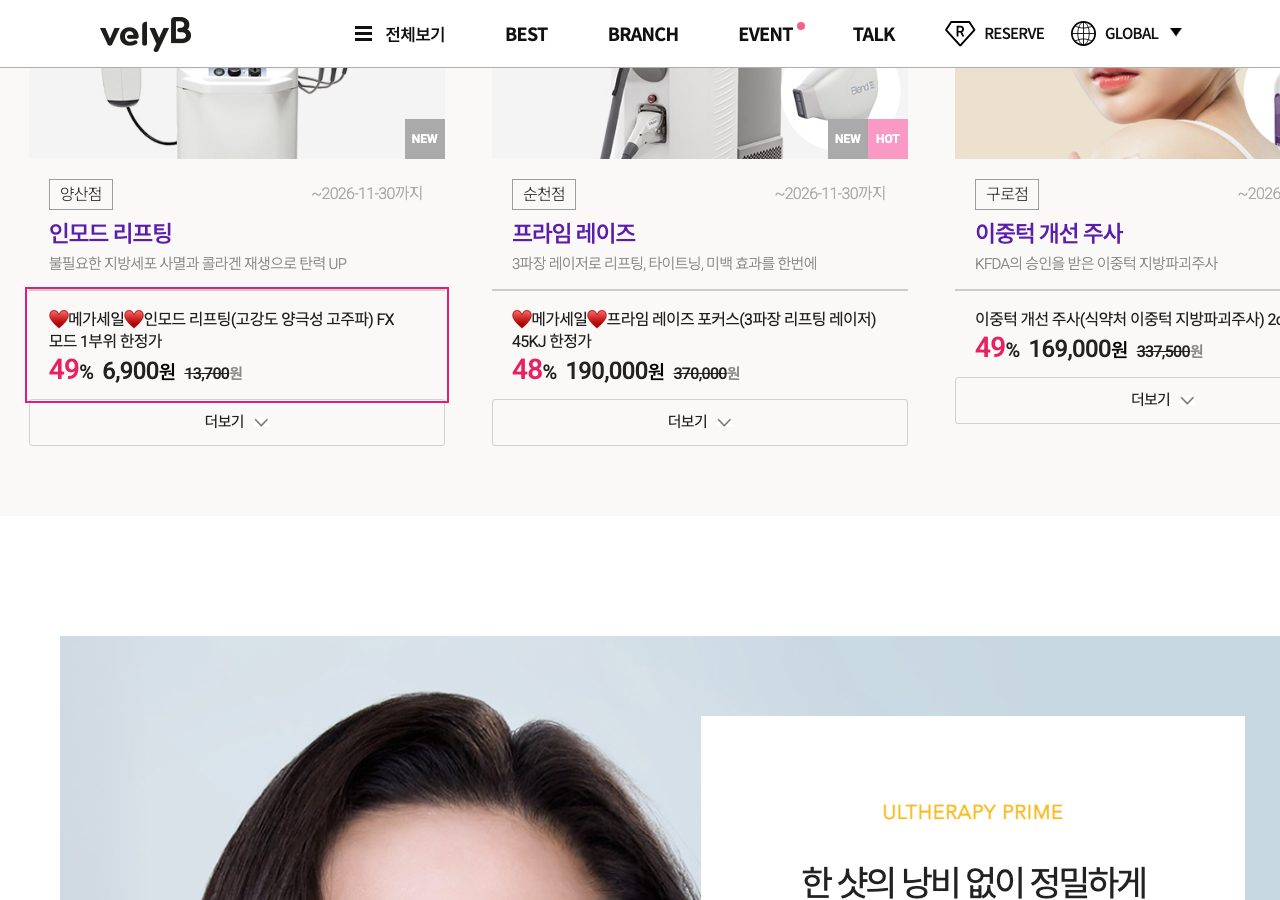 velyB
전체보기 BEST BRANCH EVENT TALK RESERVE GLOBAL
NEW
NEW HOT
양산점 ~2026-11-30까지
인모드 리프팅
불필요한 지방세포 사멸과 콜라겐 재생으로 탄력 UP
❤메가세일❤인모드 리프팅(고강도 양극성 고주파) FX
모드 1부위 한정가
49% 6,900원 13,700원
더보기
순천점 ~2026-11-30까지
프라임 레이즈
3파장 레이저로 리프팅, 타이트닝, 미백 효과를 한번에
❤메가세일❤프라임 레이즈 포커스(3파장 리프팅 레이저)
45KJ 한정가
48% 190,000원 370,000원
더보기
구로점 ~2026
이중턱 개선 주사
KFDA의 승인을 받은 이중턱 지방파괴주사
이중턱 개선 주사(식약처 이중턱 지방파괴주사)
49% 169,000원 337,500원
더보기
ULTHERAPY PRIME
한 샷의 낭비 없이 정밀하게